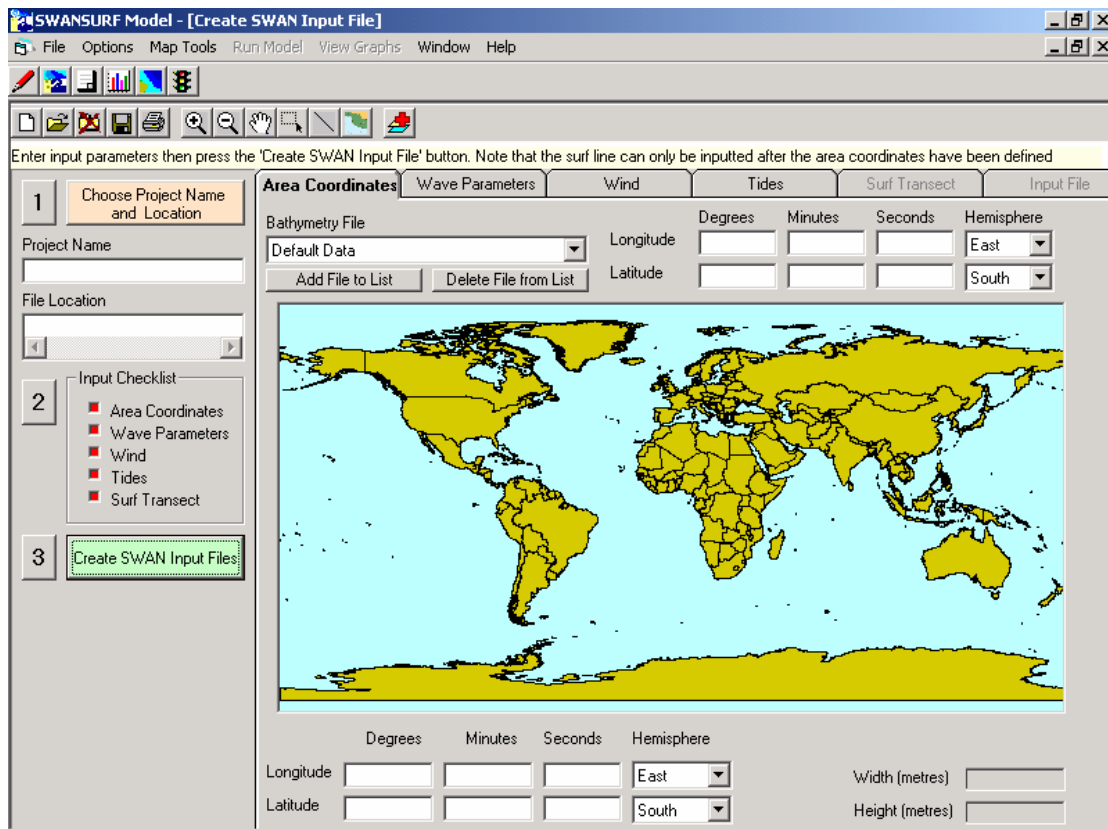 SWANSURF Model - [Create SWAN Input File]
File Options Map Tools Run Model View Graphs Window Help
Enter input parameters then press the 'Create SWAN Input File' button. Note that the surf line can only be inputted after the area coordinates have been defined
1
Choose Project Name
and Location
Project Name
File Location
2
Input Checklist
Area Coordinates
Wave Parameters
Wind
Tides
Surf Transect
3
Create SWAN Input Files
Area Coordinates Wave Parameters Wind Tides Surf Transect Input File
Bathymetry File
Default Data
Add File to List Delete File from List
Degrees Minutes Seconds Hemisphere
Longitude East
Latitude South
Degrees Minutes Seconds Hemisphere
Longitude East
Latitude South
Width (metres)
Height (metres)